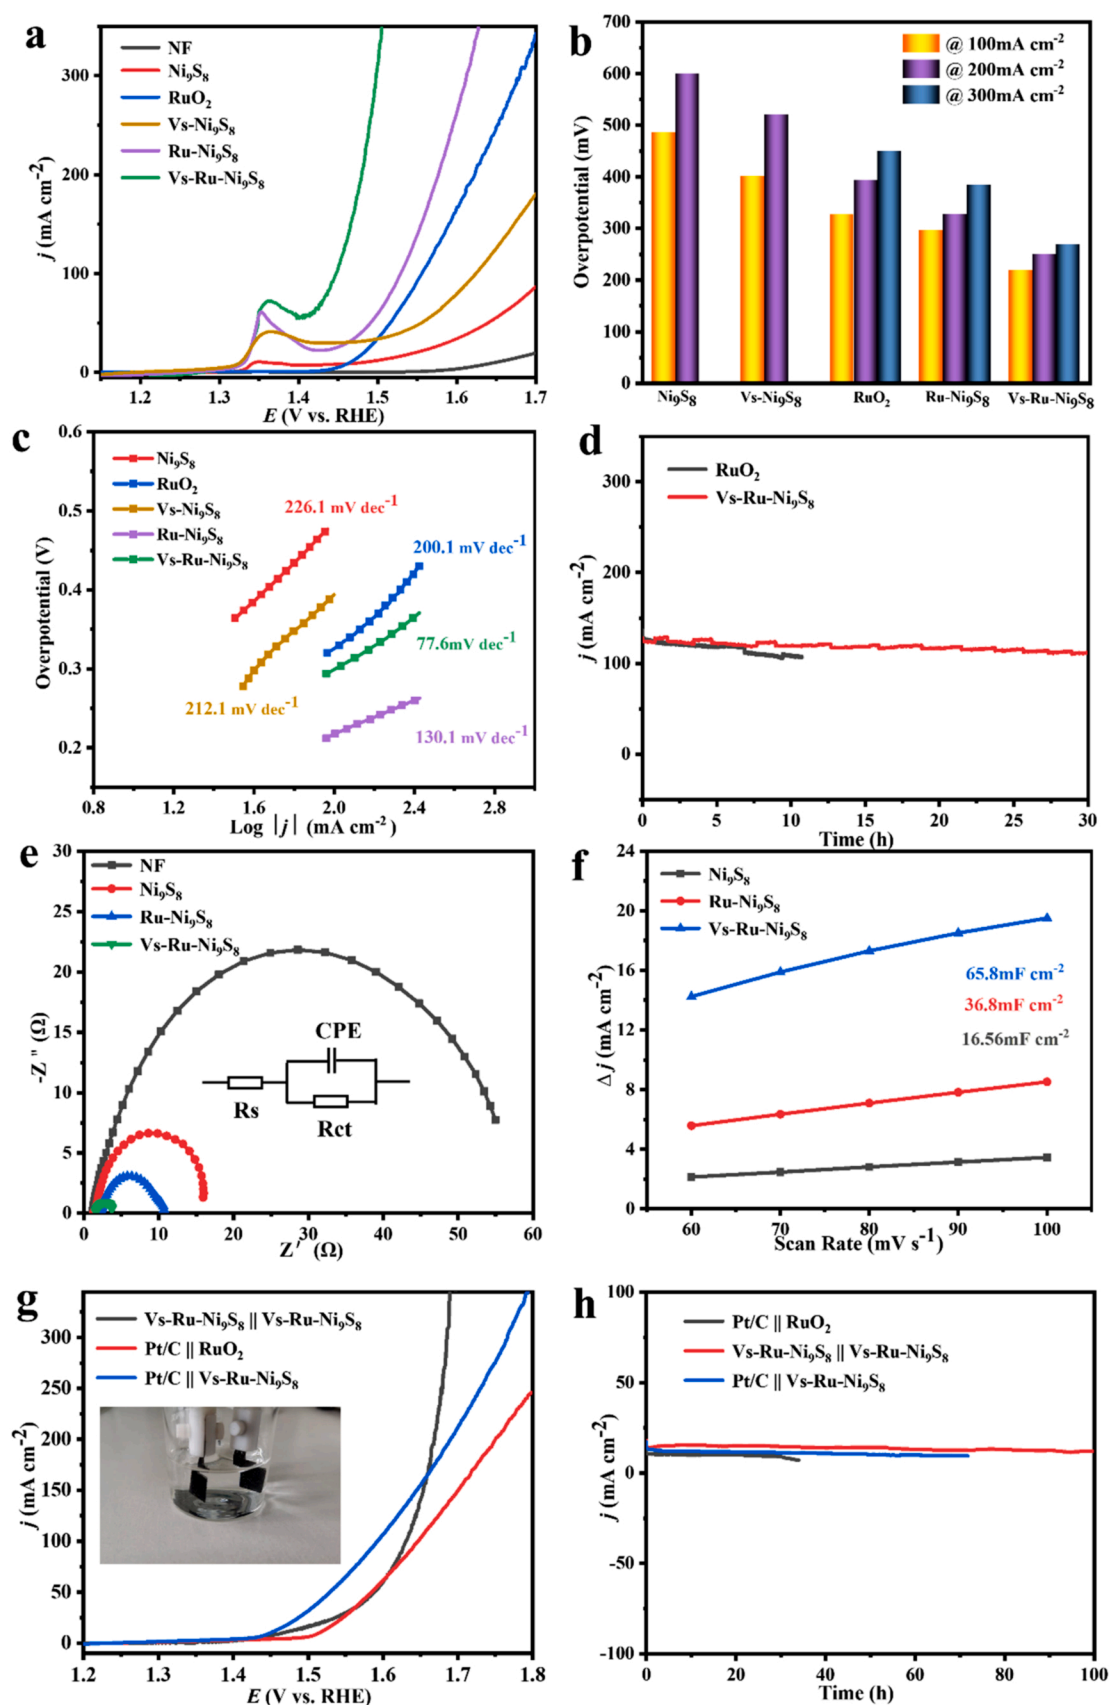 a
NF
Ni₉S₈
RuO₂
Vs-Ni₉S₈
Ru-Ni₉S₈
Vs-Ru-Ni₉S₈
300
200
100
0
j (mA cm⁻²)
1.2 1.3 1.4 1.5 1.6 1.7
E (V vs. RHE)
b
@ 100mA cm⁻²
@ 200mA cm⁻²
@ 300mA cm⁻²
700
600
500
400
300
200
100
0
Overpotential (mV)
Ni₉S₈ Vs-Ni₉S₈ RuO₂ Ru-Ni₉S₈ Vs-Ru-Ni₉S₈
c
Ni₉S₈
RuO₂
Vs-Ni₉S₈
Ru-Ni₉S₈
Vs-Ru-Ni₉S₈
226.1 mV dec⁻¹
200.1 mV dec⁻¹
77.6mV dec⁻¹
212.1 mV dec⁻¹
130.1 mV dec⁻¹
0.6
0.5
0.4
0.3
0.2
Overpotential (V)
0.8 1.2 1.6 2.0 2.4 2.8
Log |j| (mA cm⁻²)
d
RuO₂
Vs-Ru-Ni₉S₈
300
200
100
0
j (mA cm⁻²)
0 5 10 15 20 25 30
Time (h)
e
NF
Ni₉S₈
Ru-Ni₉S₈
Vs-Ru-Ni₉S₈
CPE
Rs
Rct
30
25
20
15
10
5
0
-Z'' (Ω)
0 10 20 30 40 50 60
Z' (Ω)
f
Ni₉S₈
Ru-Ni₉S₈
Vs-Ru-Ni₉S₈
65.8mF cm⁻²
36.8mF cm⁻²
16.56mF cm⁻²
24
20
16
12
8
4
0
Δ j (mA cm⁻²)
60 70 80 90 100
Scan Rate (mV s⁻¹)
g
Vs-Ru-Ni₉S₈ || Vs-Ru-Ni₉S₈
Pt/C || RuO₂
Pt/C || Vs-Ru-Ni₉S₈
300
250
200
150
100
50
0
j (mA cm⁻²)
1.2 1.3 1.4 1.5 1.6 1.7 1.8
E (V vs. RHE)
h
Pt/C || RuO₂
Vs-Ru-Ni₉S₈ || Vs-Ru-Ni₉S₈
Pt/C || Vs-Ru-Ni₉S₈
100
50
0
-50
-100
j (mA cm⁻²)
0 20 40 60 80 100
Time (h)